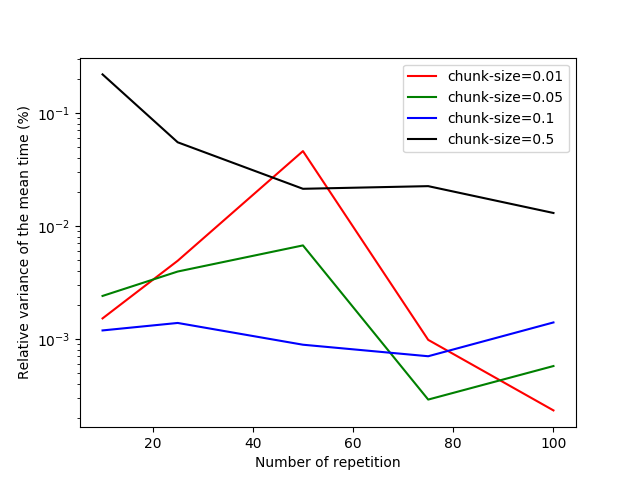 chunk-size=0.01
chunk-size=0.05
chunk-size=0.1
chunk-size=0.5
Relative variance of the mean time (%)
10⁻¹
10⁻²
10⁻³
20 40 60 80 100
Number of repetition